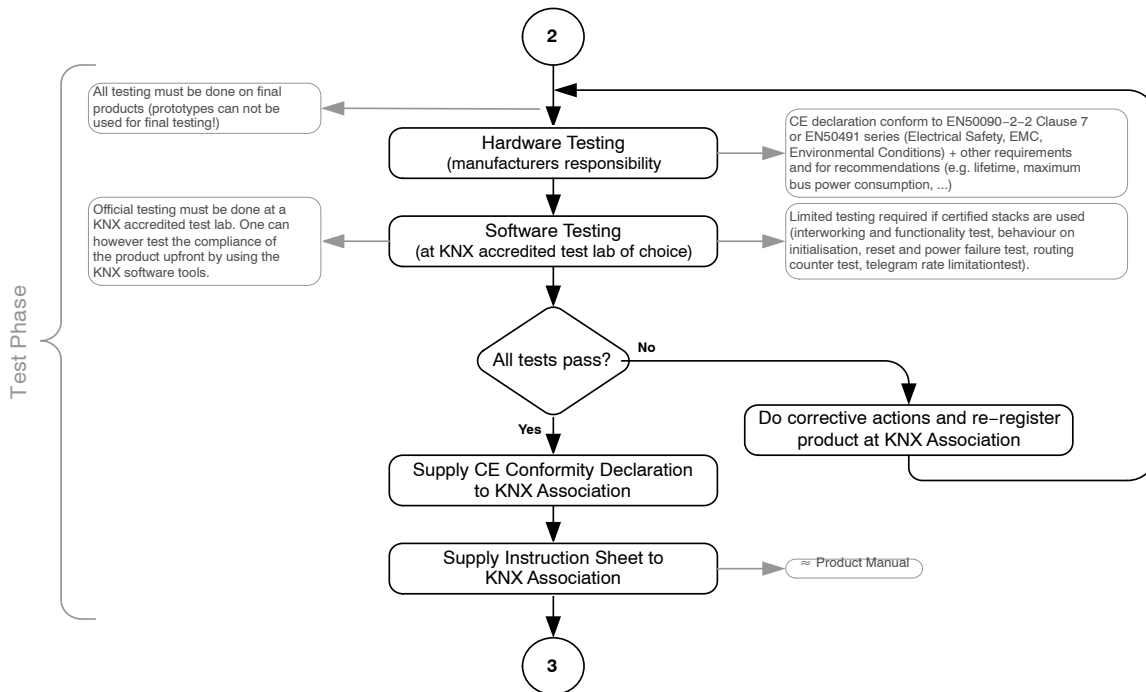 2
All testing must be done on final
products (prototypes can not be
used for final testing!)
Hardware Testing
(manufacturers responsibility
CE declaration conform to EN50090−2−2 Clause 7
or EN50491 series (Electrical Safety, EMC,
Environmental Conditions) + other requirements
and for recommendations (e.g. lifetime, maximum
bus power consumption, ...)
Official testing must be done at a
KNX accredited test lab. One can
however test the compliance of
the product upfront by using the
KNX software tools.
Software Testing
(at KNX accredited test lab of choice)
Limited testing required if certified stacks are used
(interworking and functionality test, behaviour on
initialisation, reset and power failure test, routing
counter test, telegram rate limitationtest).
Test Phase
All tests pass?
No
Yes
Do corrective actions and re−register
product at KNX Association
Supply CE Conformity Declaration
to KNX Association
Supply Instruction Sheet to
KNX Association
≈ Product Manual
3